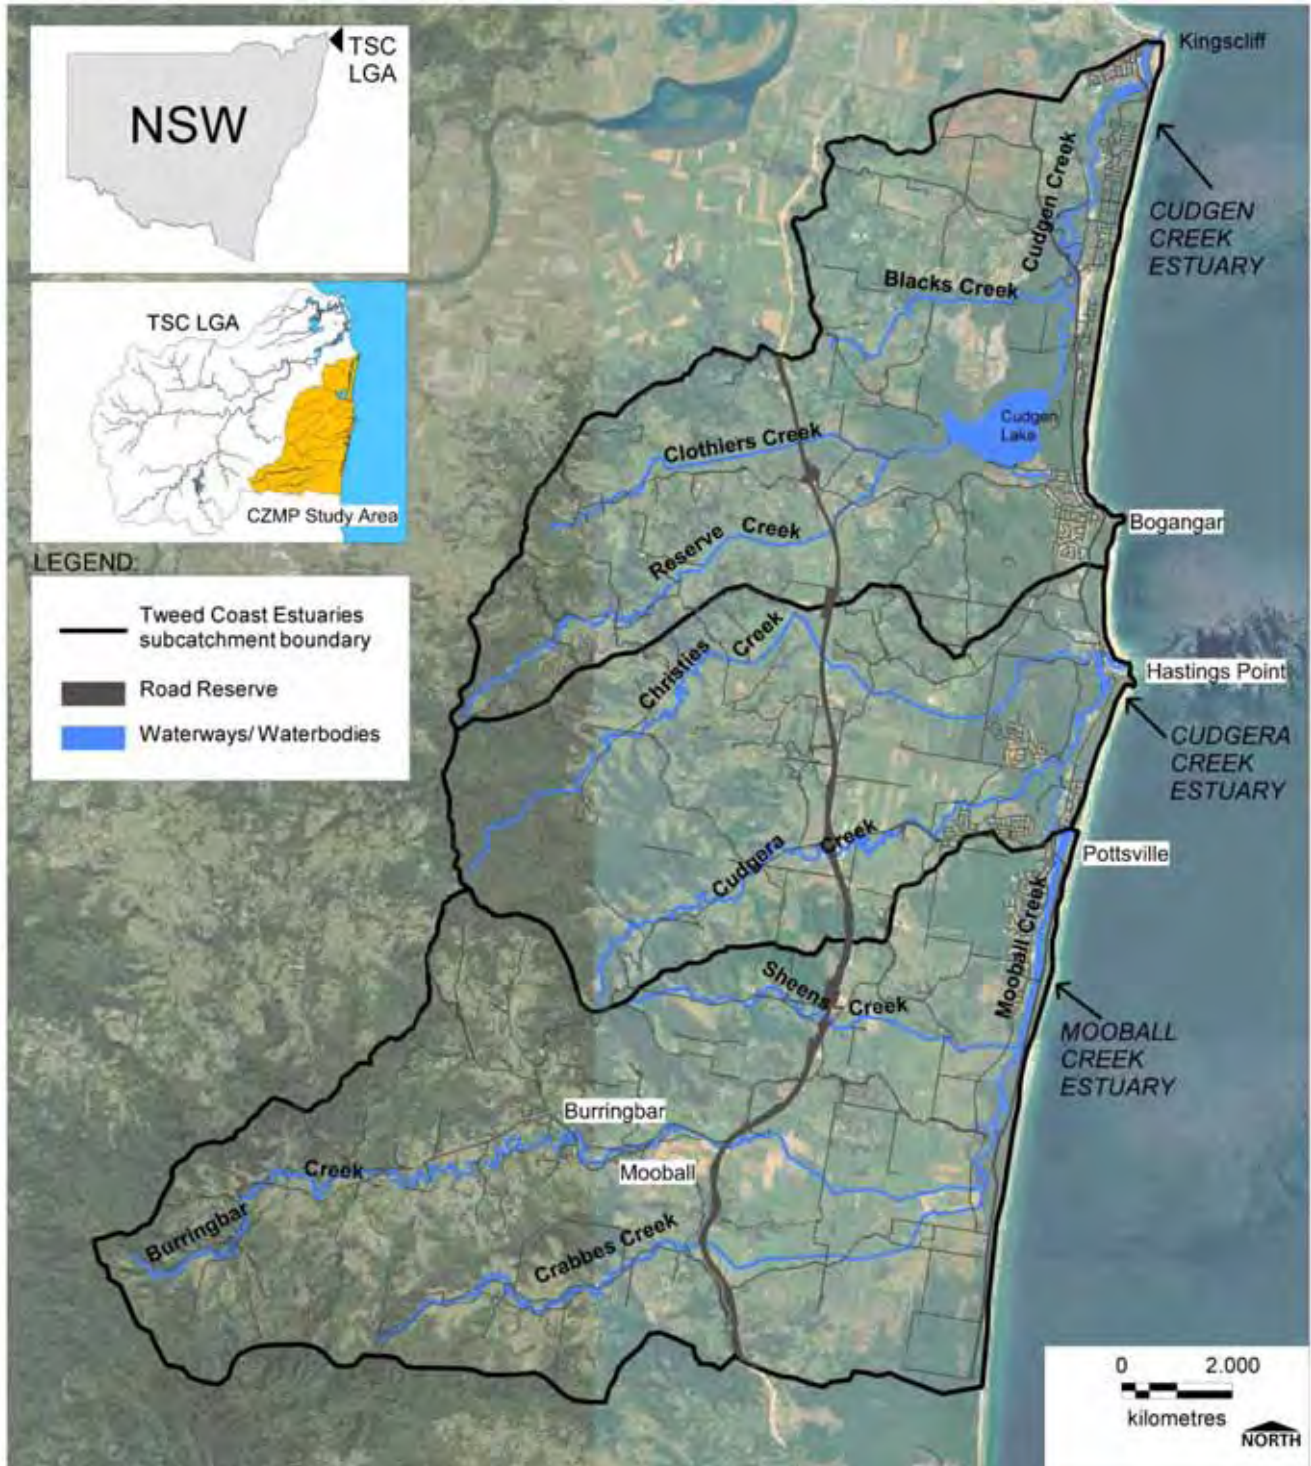 TSC
LGA
NSW
TSC LGA
CZMP Study Area
LEGEND:
Tweed Coast Estuaries
subcatchment boundary
Road Reserve
Waterways/ Waterbodies
Kingscliff
CUDGEN
CREEK
ESTUARY
Cudgen Creek
Blacks Creek
Cudgen
Lake
Clothiers Creek
Bogangar
Reserve Creek
Christies Creek
Hastings Point
CUDGERA
CREEK
ESTUARY
Cudgera Creek
Pottsville
Mooball Creek
Sheens Creek
MOOBALL
CREEK
ESTUARY
Burringbar
Mooball
Burringbar Creek
Crabbes Creek
0 2.000
kilometres
NORTH